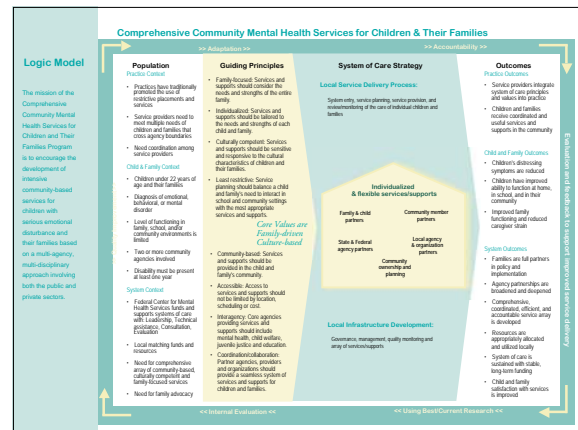 Comprehensive Community Mental Health Services for Children & Their Families
Logic Model
The mission of the
Comprehensive
Community Mental
Health Services for
Children and Their
Families Program
is to encourage the
development of
intensive
community-based
services for
children with
serious emotional
disturbance and
their families based
on a multi-agency,
multi-disciplinary
approach involving
both the public and
private sectors.
>> Adaptation >>
>> Accountability >>
Population
Practice Context
• Practices have traditionally
promoted the use of
restrictive placements and
services
• Service providers need to
meet multiple needs of
children and families that
cross agency boundaries
• Need coordination among
service providers
Child & Family Context
• Children under 22 years of
age and their families
• Diagnosis of emotional,
behavioral, or mental
disorder
• Level of functioning in
family, school, and/or
community environments is
limited
• Two or more community
agencies involved
• Disability must be present
at least one year
System Context
• Federal Center for Mental
Health Services funds and
supports systems of care
with: Leadership, Technical
assistance, Consultation,
Evaluation
• Local matching funds and
resources
• Need for comprehensive
array of community-based,
culturally competent and
family-focused services
• Need for family advocacy
Guiding Principles
• Family-focused: Services and
supports should consider the
needs and strengths of the entire
family.
• Individualized: Services and
supports should be tailored to
the needs and strengths of each
child and family.
• Culturally competent: Services
and supports should be sensitive
and responsive to the cultural
characteristics of children and
their families.
• Least restrictive: Service
planning should balance a child
and family's need to interact in
school and community settings
with the most appropriate
services and supports.
Core Values are
Family-driven
Culture-based
• Community-based: Services
and supports should be
provided in the child and
family's community.
• Accessible: Access to
services and supports should
not be limited by location,
scheduling or cost.
• Interagency: Core agencies
providing services and
supports should include
mental health, child welfare,
juvenile justice and education
• Coordination/collaboration:
Partner agencies, providers
and organizations should
provide a seamless system of
services and supports for
children and families.
System of Care Strategy
Local Service Delivery Process:
System entry, service planning, service provision, and
review/monitoring of the care of individual children and
families
Individualized
& flexible services/supports
Family & child
partners
Community member
partners
State & Federal
agency partners
Local agency
& organization
partners
Community
ownership and
planning
Local Infrastructure Development:
Governance, management, quality monitoring and
array of services/supports
Outcomes
Practice Outcomes
• Service providers integrate
system of care principles
and values into practice
• Children and families
receive coordinated and
useful services and
supports in the community
Child and Family Outcomes
• Children's distressing
symptoms are reduced
• Children have improved
ability to function at home,
in school, and in their
community
• Improved family
functioning and reduced
caregiver strain
System Outcomes
• Families are full partners
in policy and
implementation
• Agency partnerships are
broadened and deepened
• Comprehensive,
coordinated, efficient, and
accountable service array
is developed
• Resources are
appropriately allocated
and utilized locally
• System of care is
sustained with stable,
long-term funding
• Child and family
satisfaction with services
is improved
Evaluation and feedback to support improved service delivery
<< Internal Evaluation <<
<< Using Best/Current Research <<